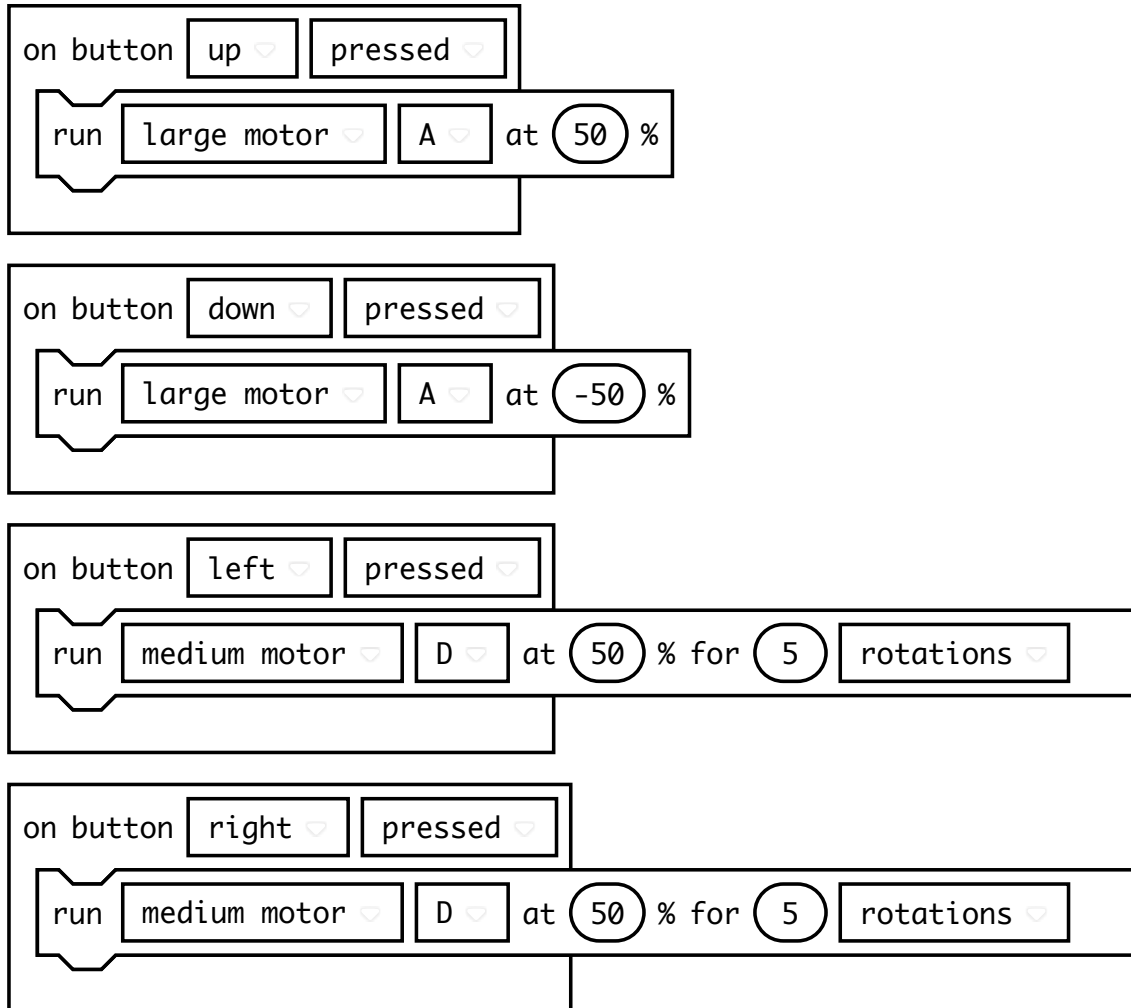 on button up pressed
run large motor A at 50 %
on button down pressed
run large motor A at -50 %
on button left pressed
run medium motor D at 50 % for 5 rotations
on button right pressed
run medium motor D at 50 % for 5 rotations